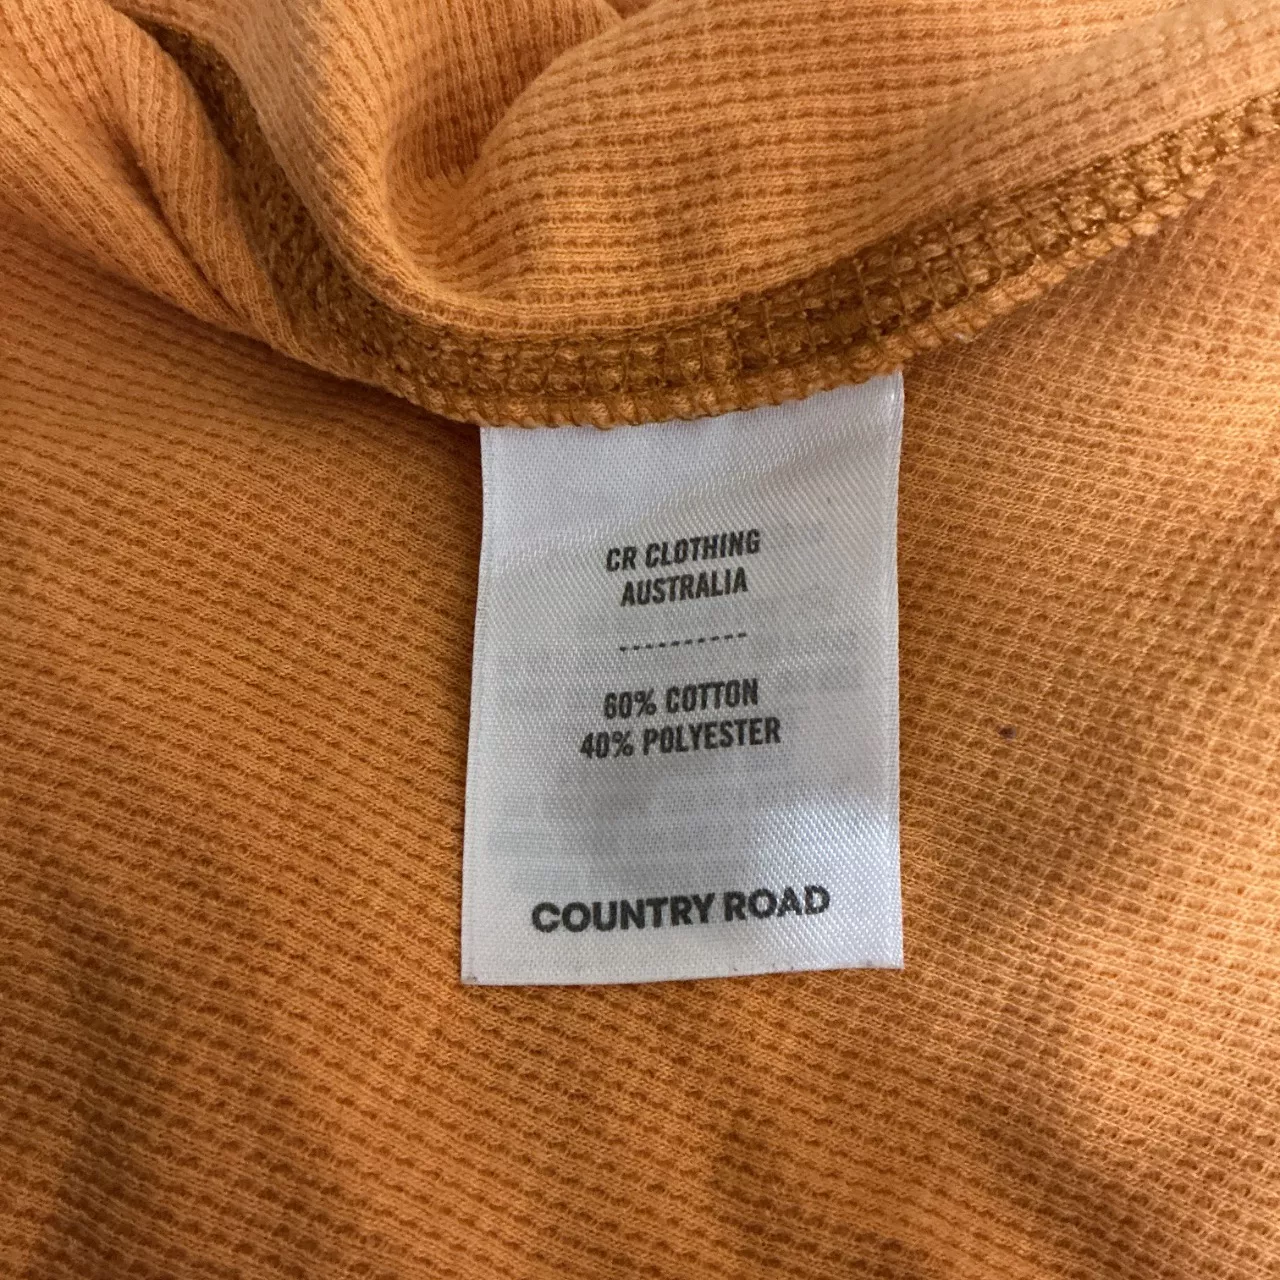 CR CLOTHING
AUSTRALIA
----------
60% COTTON
40% POLYESTER
COUNTRY ROAD